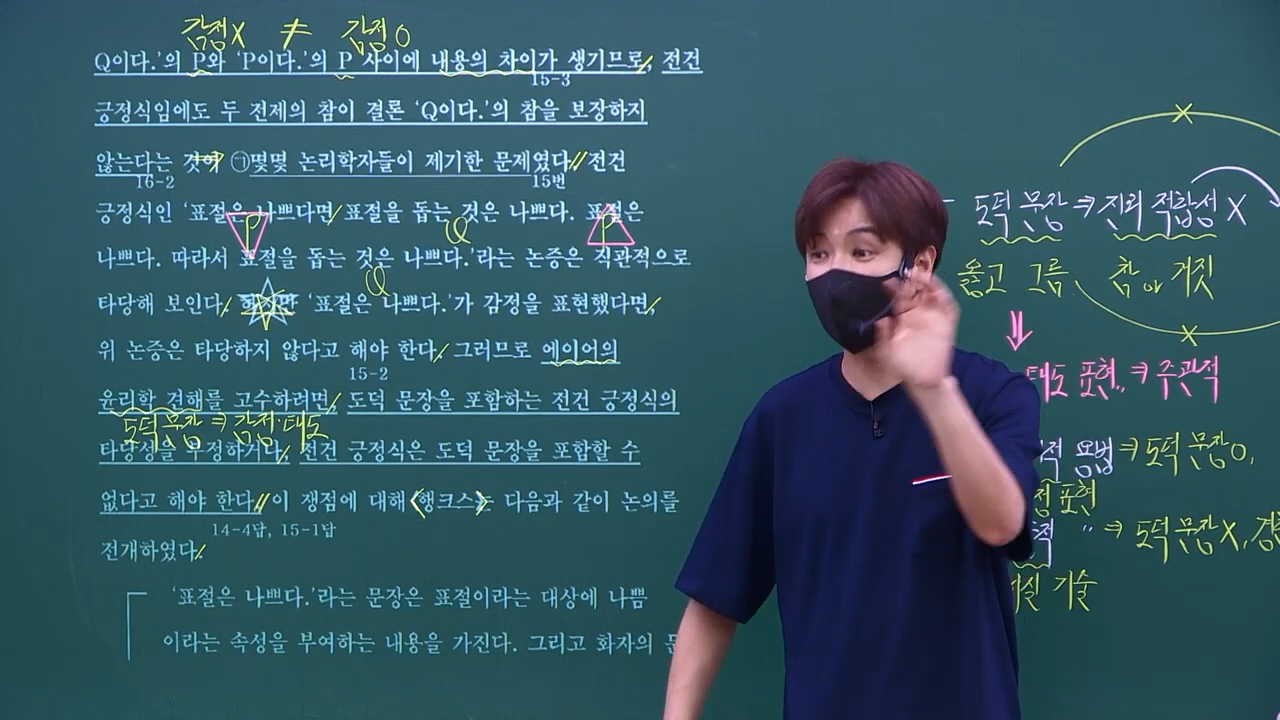 감정X ≠ 감정O
Q이다.'의 P와 'P이다.'의 P 사이에 내용의 차이가 생기므로, 전건
15-3
긍정식임에도 두 전제의 참이 결론 'Q이다.'의 참을 보장하지
않는다는 것이 ㉠몇몇 논리학자들이 제기한 문제였다. 전건
16-2 15번
긍정식인 '표절은 나쁘다면 표절을 돕는 것은 나쁘다. 표절은
P Q P
나쁘다. 따라서 표절을 돕는 것은 나쁘다.'라는 논증은 직관적으로
Q
타당해 보인다. 하지만 '표절은 나쁘다.'가 감정을 표현했다면,
위 논증은 타당하지 않다고 해야 한다. 그러므로 에이어의
15-2
윤리학 견해를 고수하려면, 도덕 문장을 포함하는 전건 긍정식의
도덕 문장 ⇒ 감정·태도
타당성을 부정하거나, 전건 긍정식은 도덕 문장을 포함할 수
없다고 해야 한다. 이 쟁점에 대해 <행크스>는 다음과 같이 논의를
14-4답, 15-1답
전개하였다.
'표절은 나쁘다.'라는 문장은 표절이라는 대상에 나쁨
이라는 속성을 부여하는 내용을 가진다. 그리고 화자의
도덕 문장 ⇒ 진리 적합성 X
옳고 그름 참 or 거짓
태도 표현 ⇒ 주관적
적 용법 ⇒ 도덕 문장O,
표현
적 〃 ⇒ 도덕 문장X,
기술